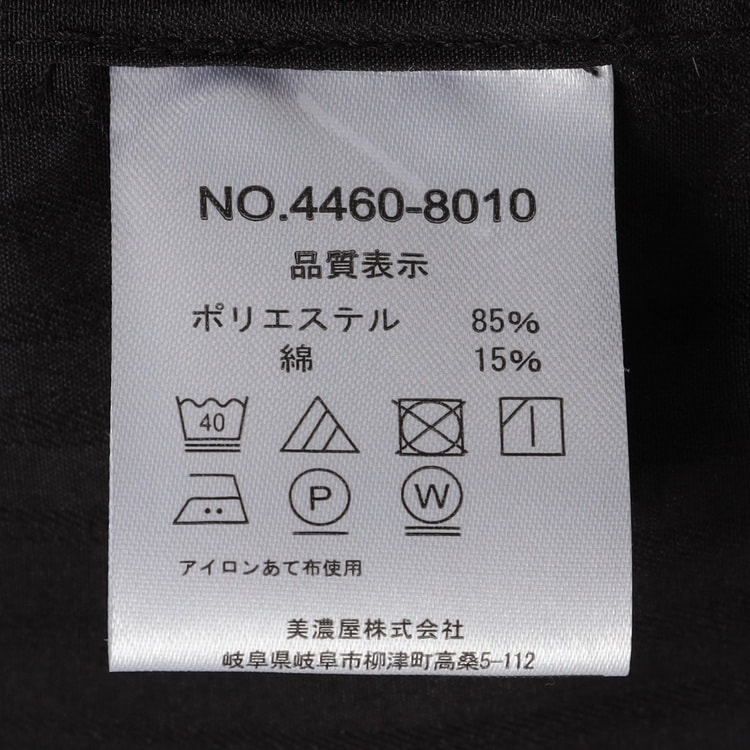 NO.4460-8010
品質表示
ポリエステル 85%
綿 15%
40
P W
アイロンあて布使用
美濃屋株式会社
岐阜県岐阜市柳津町高桑5-112